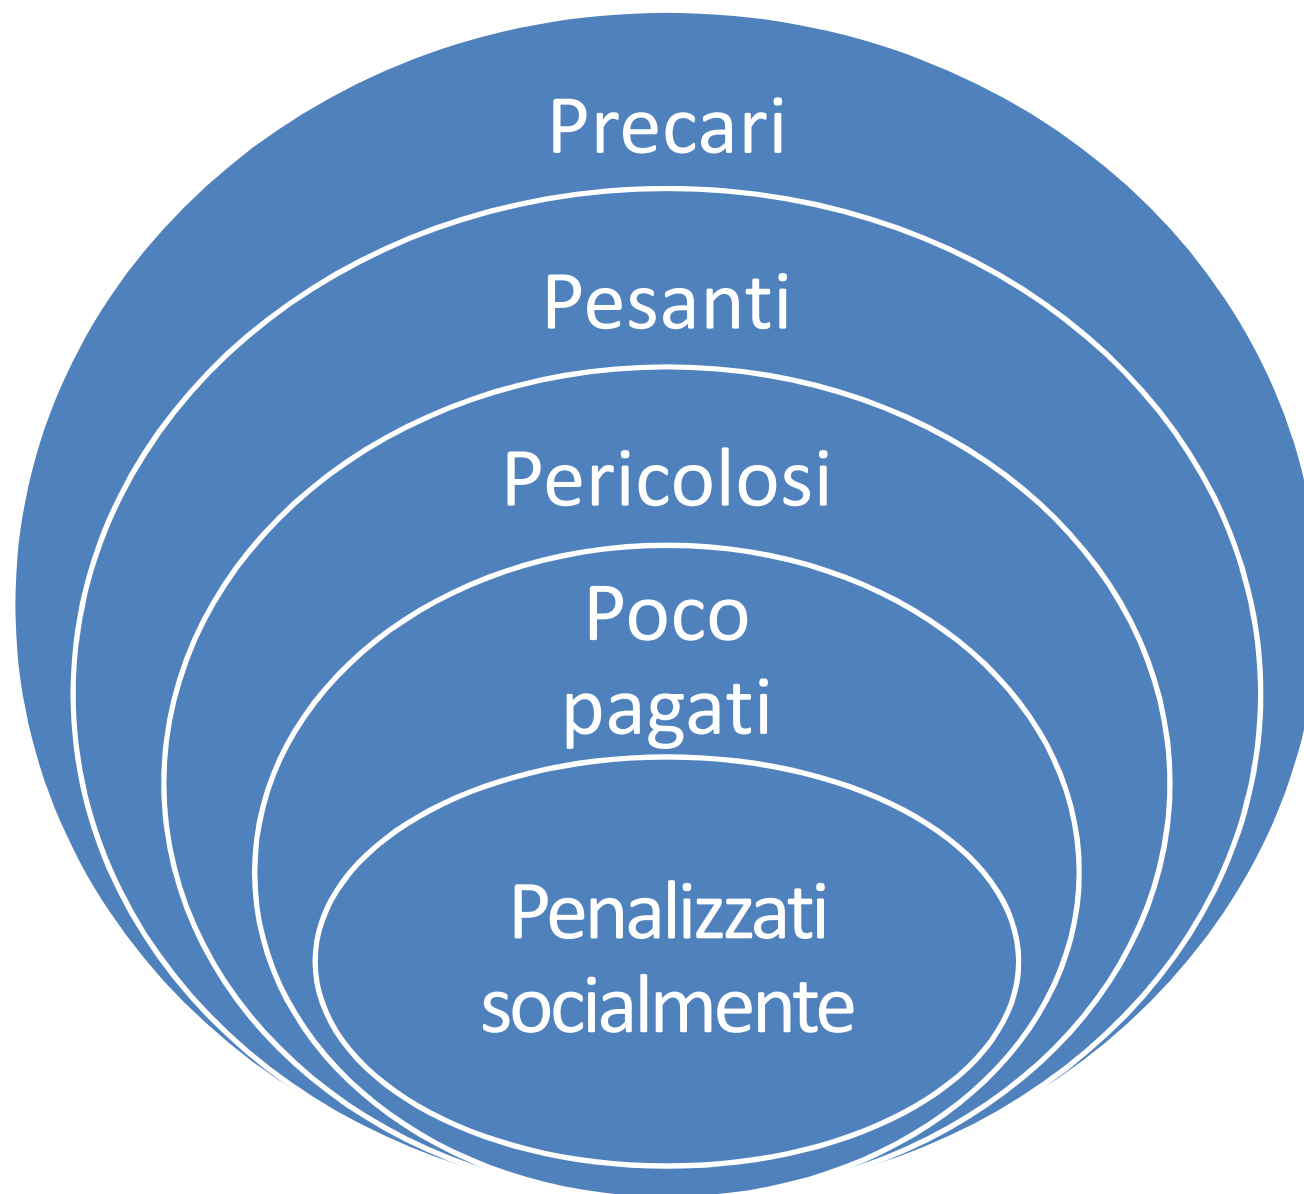 Precari
Pesanti
Pericolosi
Poco
pagati
Penalizzati
socialmente